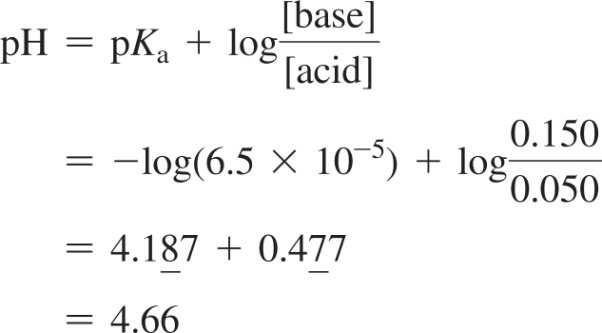 pH = pKₐ + log [base]/[acid]
= −log(6.5 × 10⁻⁵) + log 0.150/0.050
= 4.187 + 0.477
= 4.66